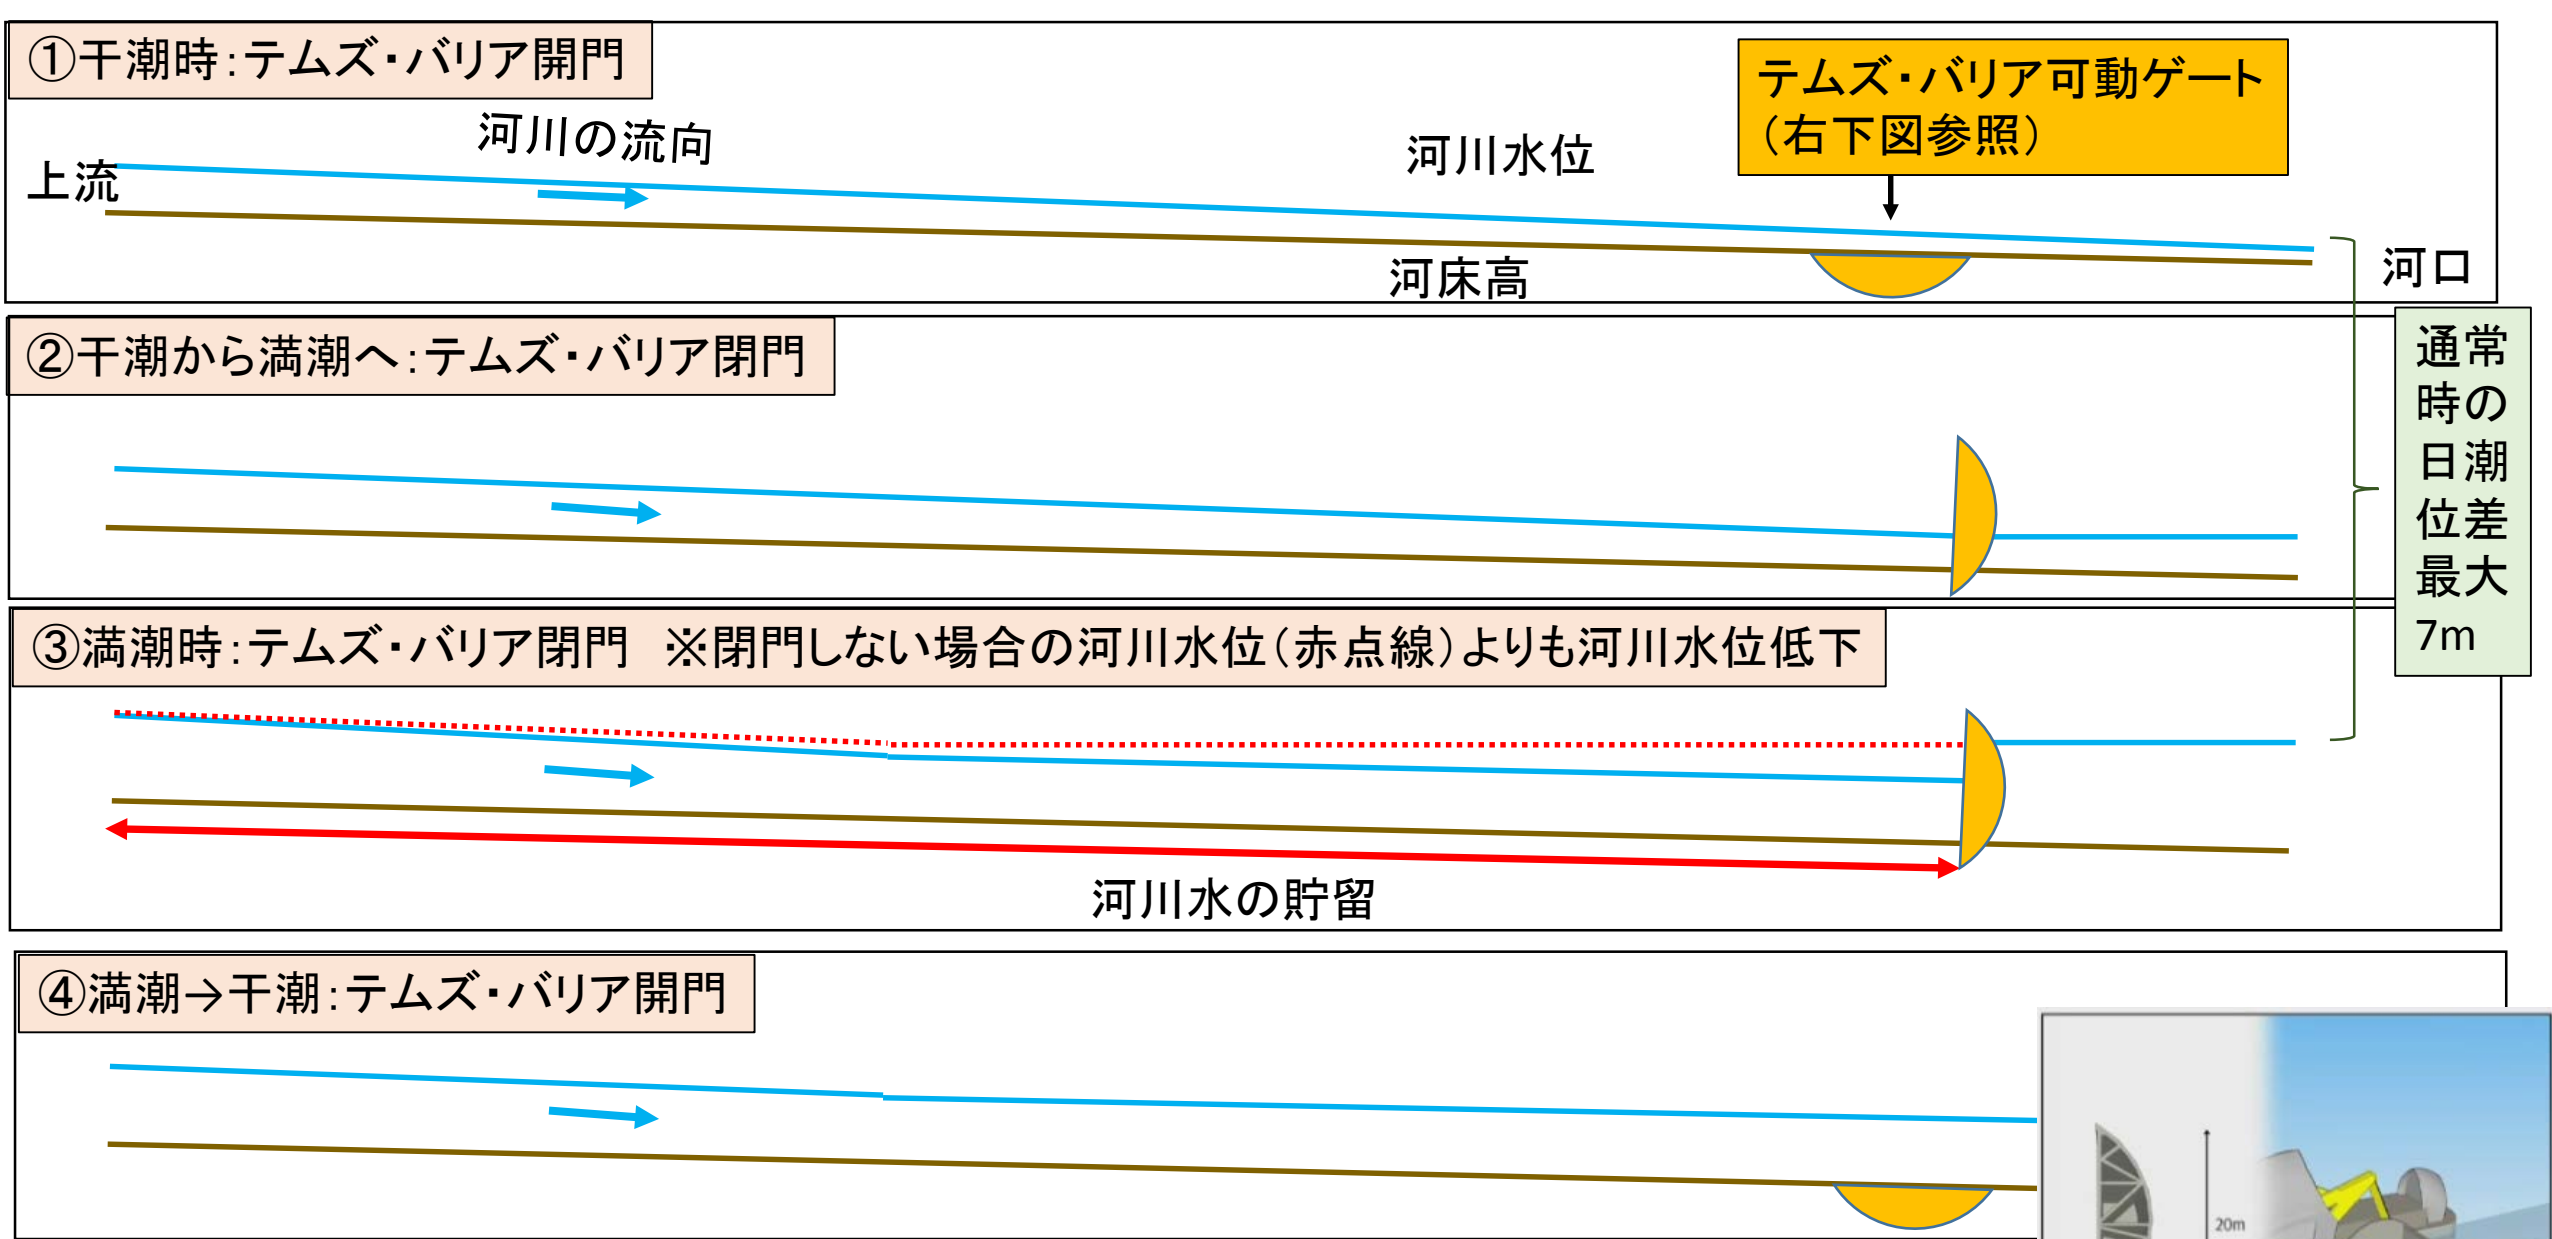 ①干潮時：テムズ・バリア開門
テムズ・バリア可動ゲート
（右下図参照）
河川の流向
河川水位
上流
河床高
河口
②干潮から満潮へ：テムズ・バリア閉門
通常
時の
日潮
位差
最大
7m
③満潮時：テムズ・バリア閉門　※閉門しない場合の河川水位（赤点線）よりも河川水位低下
河川水の貯留
④満潮→干潮：テムズ・バリア開門
20m